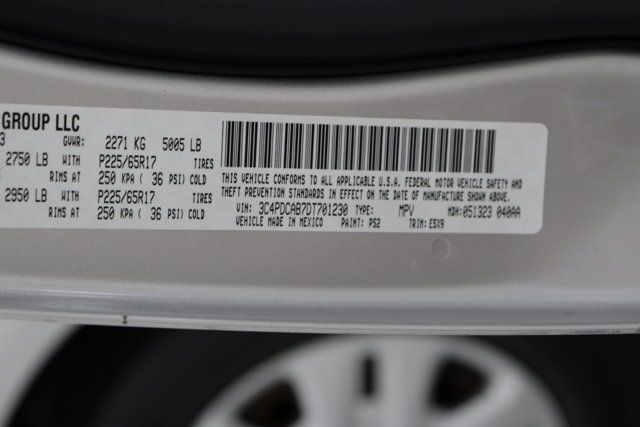 GROUP LLC
3 GVWR: 2271 KG 5005 LB
2750 LB WITH P225/65R17 TIRES
RIMS AT 250 KPA ( 36 PSI) COLD
2950 LB WITH P225/65R17 TIRES
RIMS AT 250 KPA ( 36 PSI) COLD
THIS VEHICLE CONFORMS TO ALL APPLICABLE U.S.A. FEDERAL MOTOR VEHICLE SAFETY AND
THEFT PREVENTION STANDARDS IN EFFECT ON THE DATE OF MANUFACTURE SHOWN ABOVE.
VIN: 3C4PDCAB7DT701230 TYPE: MPV MDH: 051323 040AA
VEHICLE MADE IN MEXICO PAINT: PS2 TRIM: E5X9